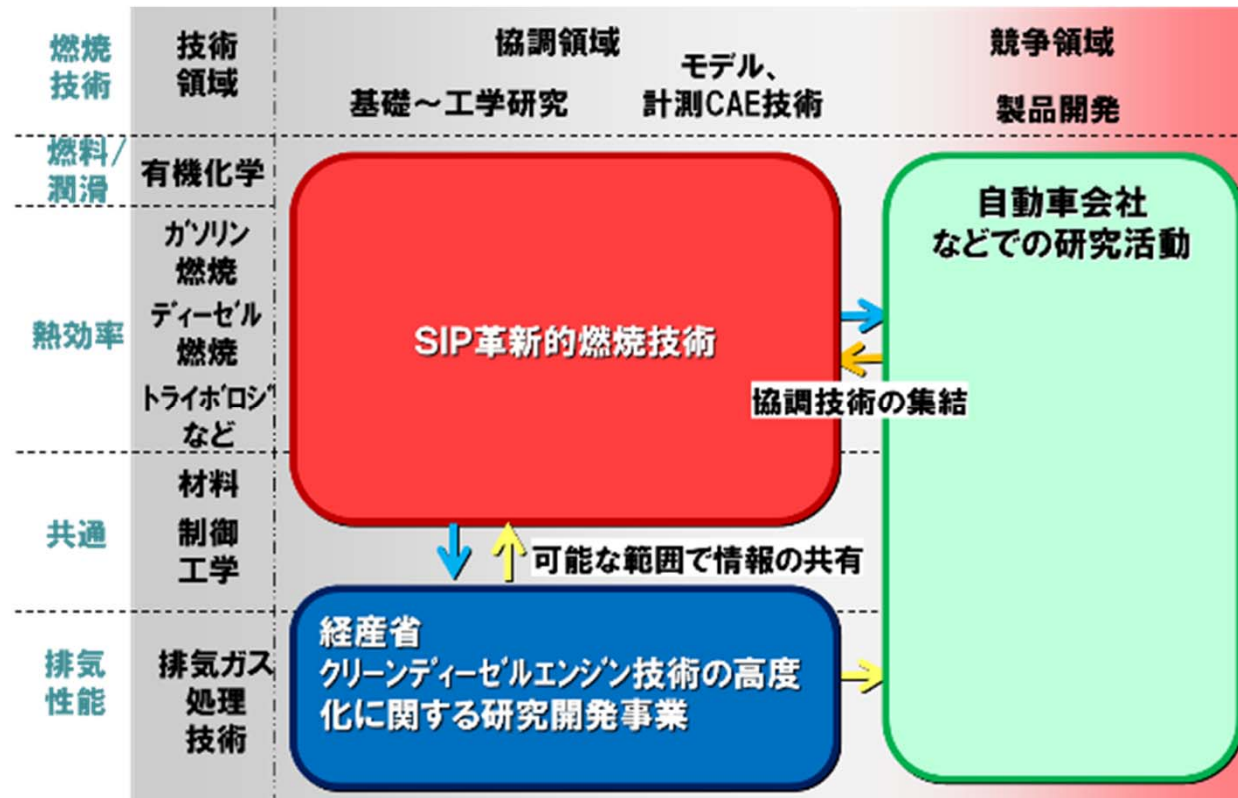 燃焼
技術
技術
領域
協調領域
基礎～工学研究
モデル、
計測CAE技術
競争領域
製品開発
燃料/
潤滑
有機化学
熱効率
ガソリン
燃焼
ディーゼル
燃焼
トライボロジ
など
共通
材料
制御
工学
排気
性能
排気ガス
処理
技術
SIP革新的燃焼技術
自動車会社
などでの研究活動
協調技術の集結
可能な範囲で情報の共有
経産省
クリーンディーゼルエンジン技術の高度
化に関する研究開発事業